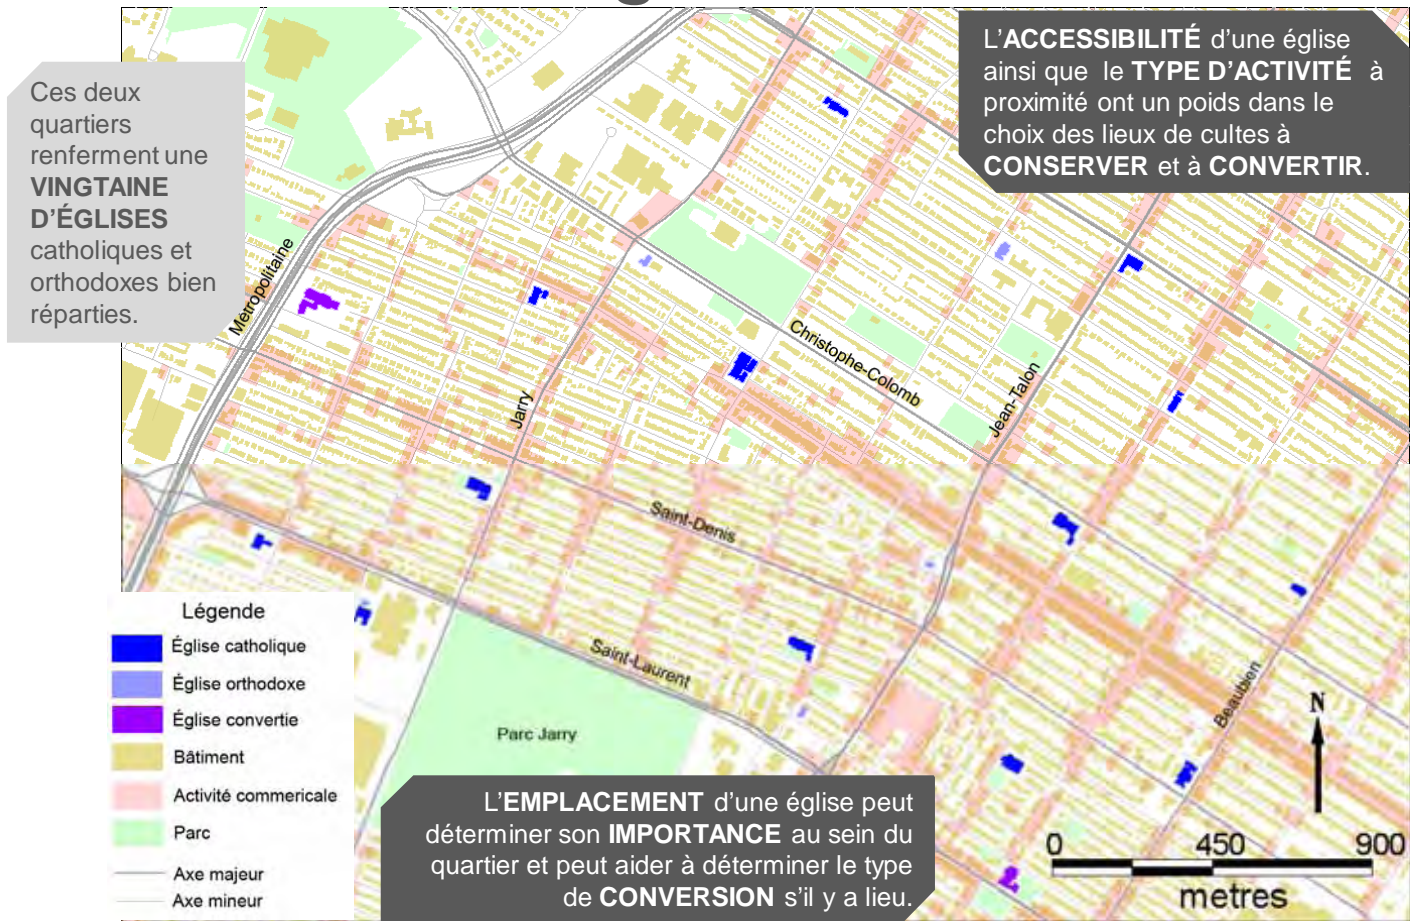 Ces deux
quartiers
renferment une
VINGTAINE
D'ÉGLISES
catholiques et
orthodoxes bien
réparties.
L'ACCESSIBILITÉ d'une église
ainsi que le TYPE D'ACTIVITÉ à
proximité ont un poids dans le
choix des lieux de cultes à
CONSERVER et à CONVERTIR.
Métropolitaine
Jarry
Christophe-Colomb
Jean-Talon
Saint-Denis
Saint-Laurent
Beaubien
Parc Jarry
Légende
Église catholique
Église orthodoxe
Église convertie
Bâtiment
Activité commericale
Parc
Axe majeur
Axe mineur
L'EMPLACEMENT d'une église peut
déterminer son IMPORTANCE au sein du
quartier et peut aider à déterminer le type
de CONVERSION s'il y a lieu.
N
0 450 900
metres